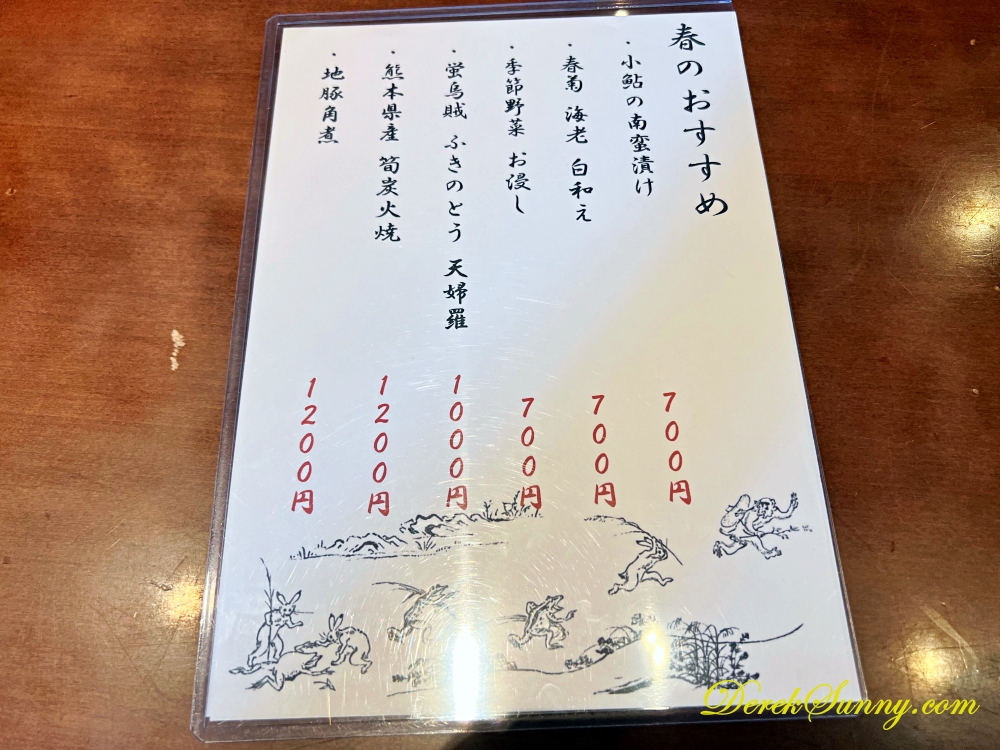 春のおすすめ
・小鮎の南蛮漬け 700円
・春菊 海老 白和え 700円
・季節野菜 お浸し 700円
・蛍烏賊 ふきのとう 天婦羅 1000円
・熊本県産 筍炭火焼 1200円
・地豚角煮 1200円
DerekSunny.com